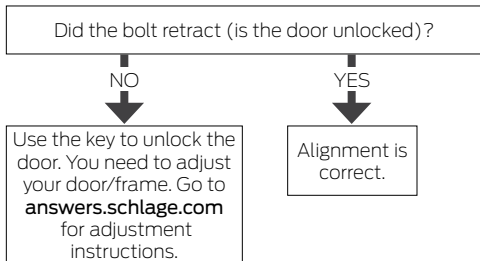 Did the bolt retract (is the door unlocked)?
NO
YES
Use the key to unlock the
door. You need to adjust
your door/frame. Go to
answers.schlage.com
for adjustment
instructions.
Alignment is
correct.